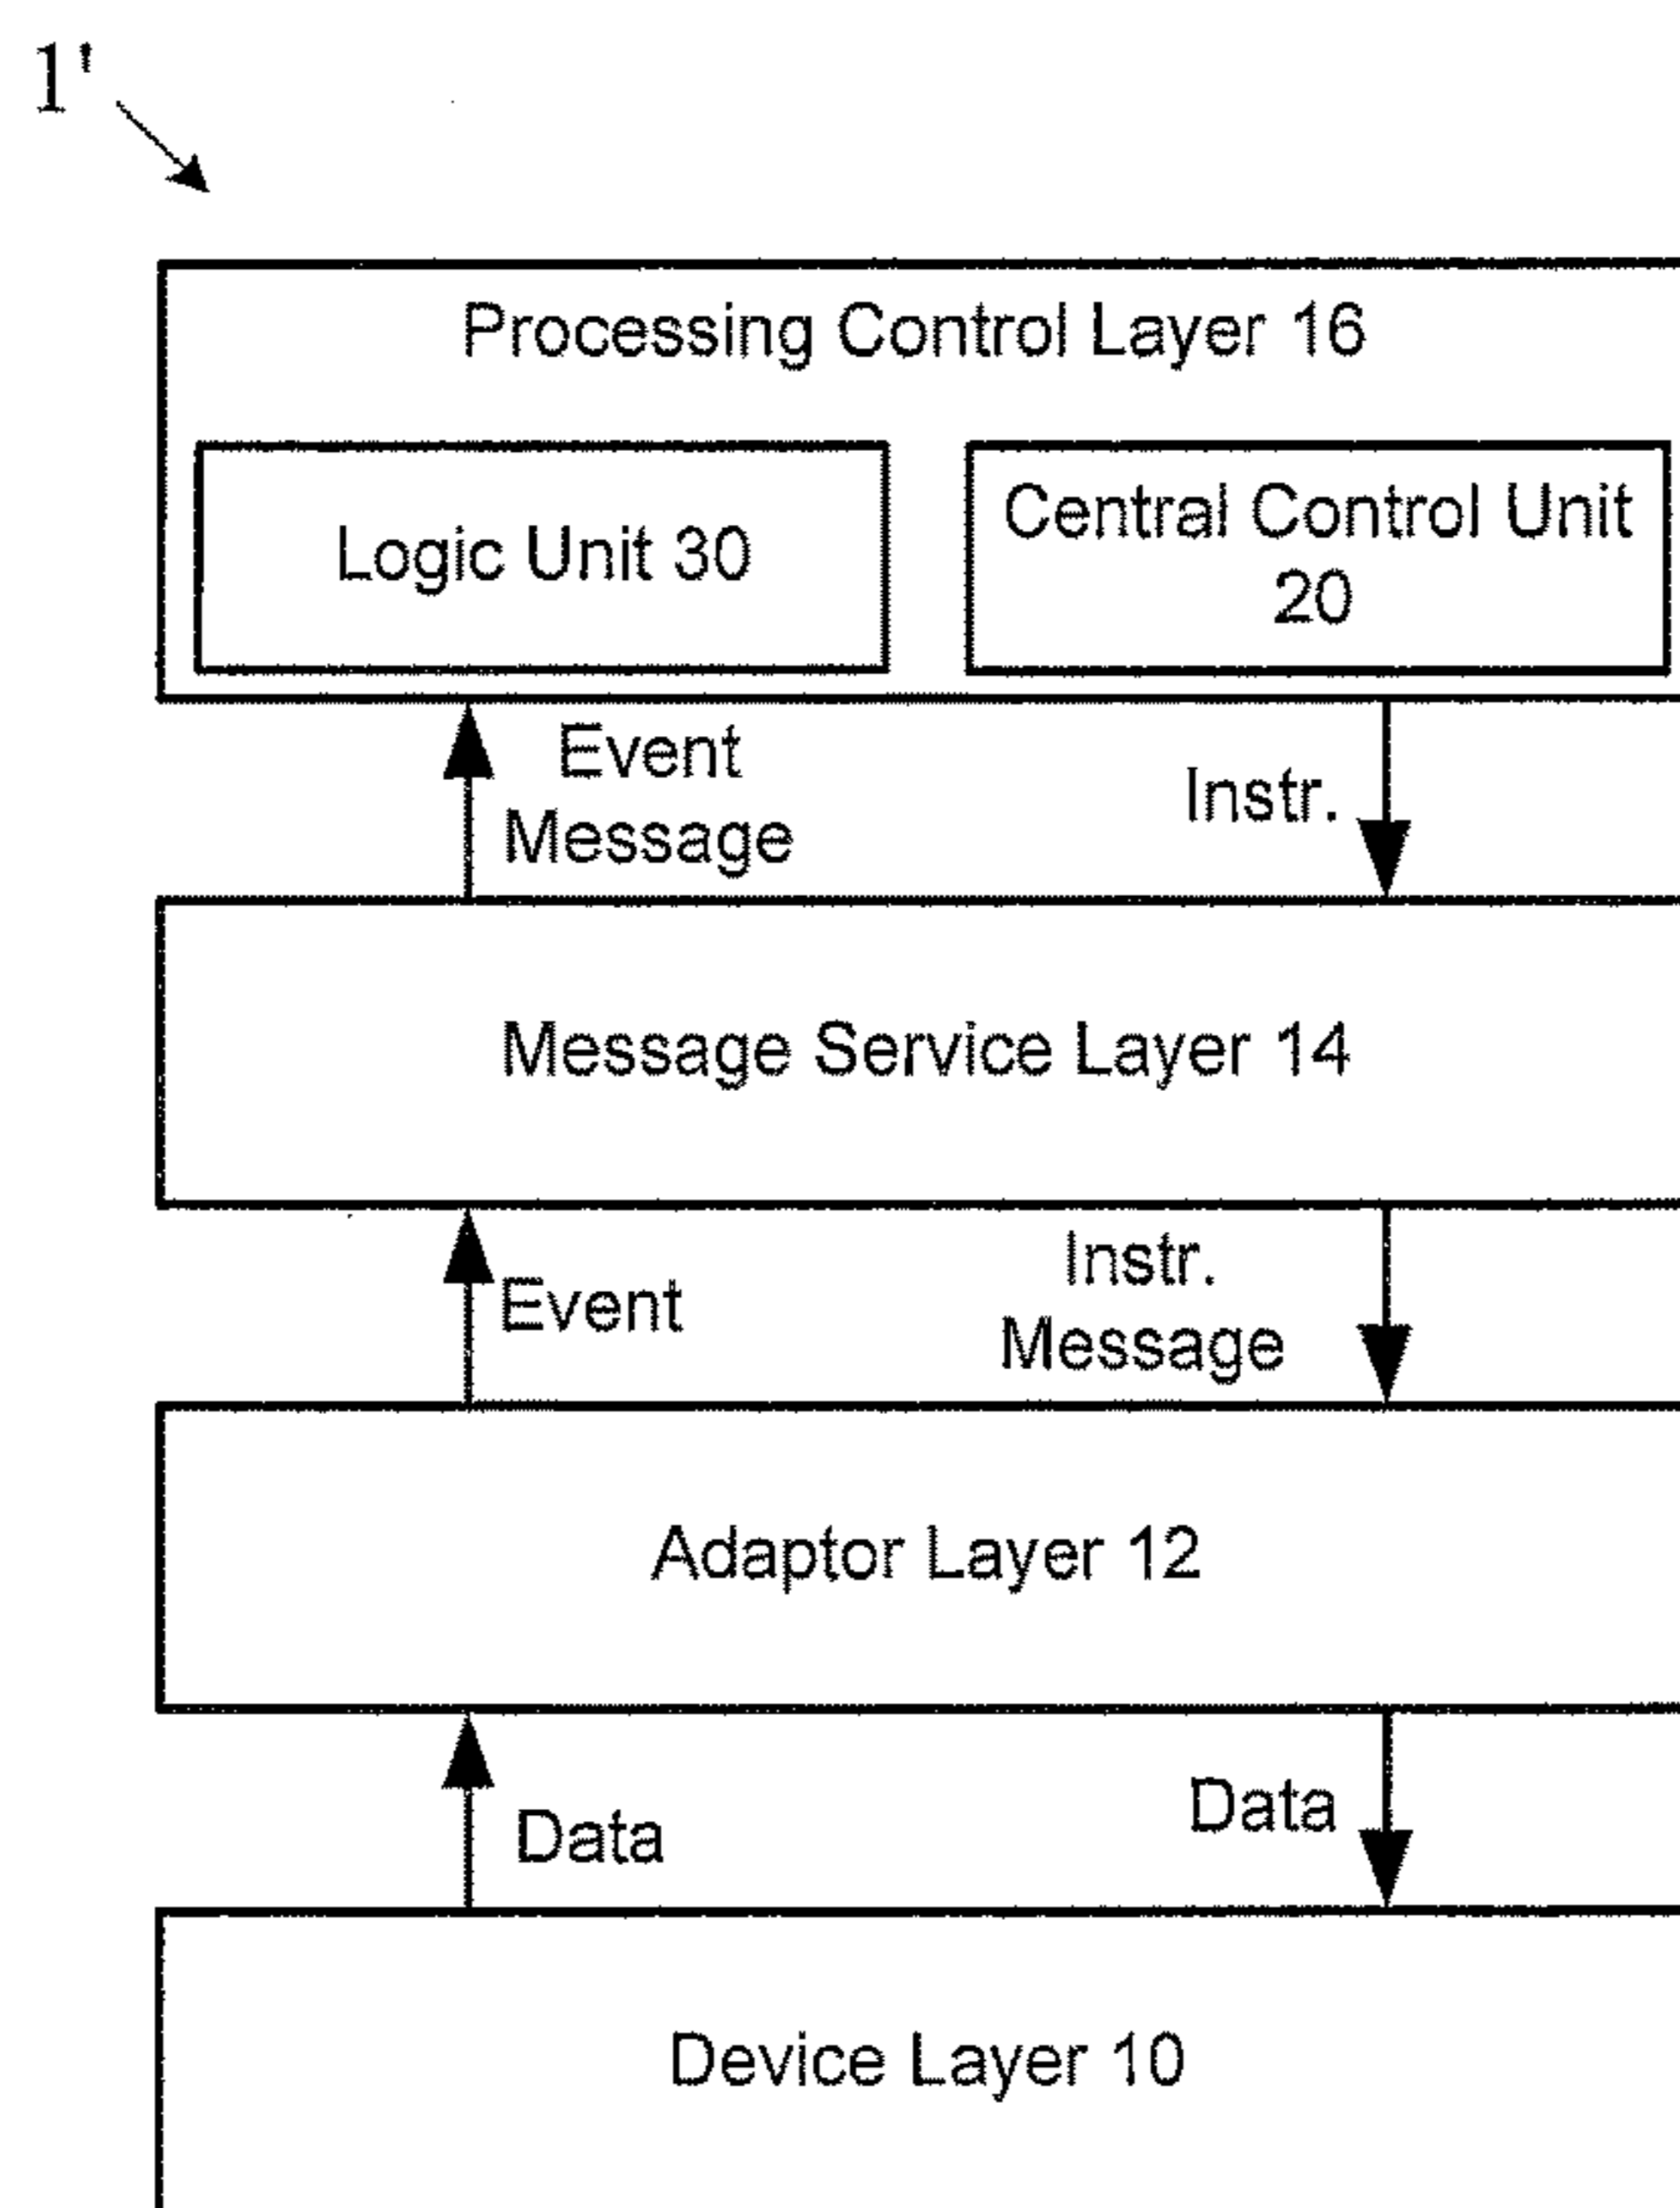 1'
Processing Control Layer 16
Logic Unit 30
Central Control Unit
20
Event
Message
Instr.
Message Service Layer 14
Event
Instr.
Message
Adaptor Layer 12
Data
Data
Device Layer 10